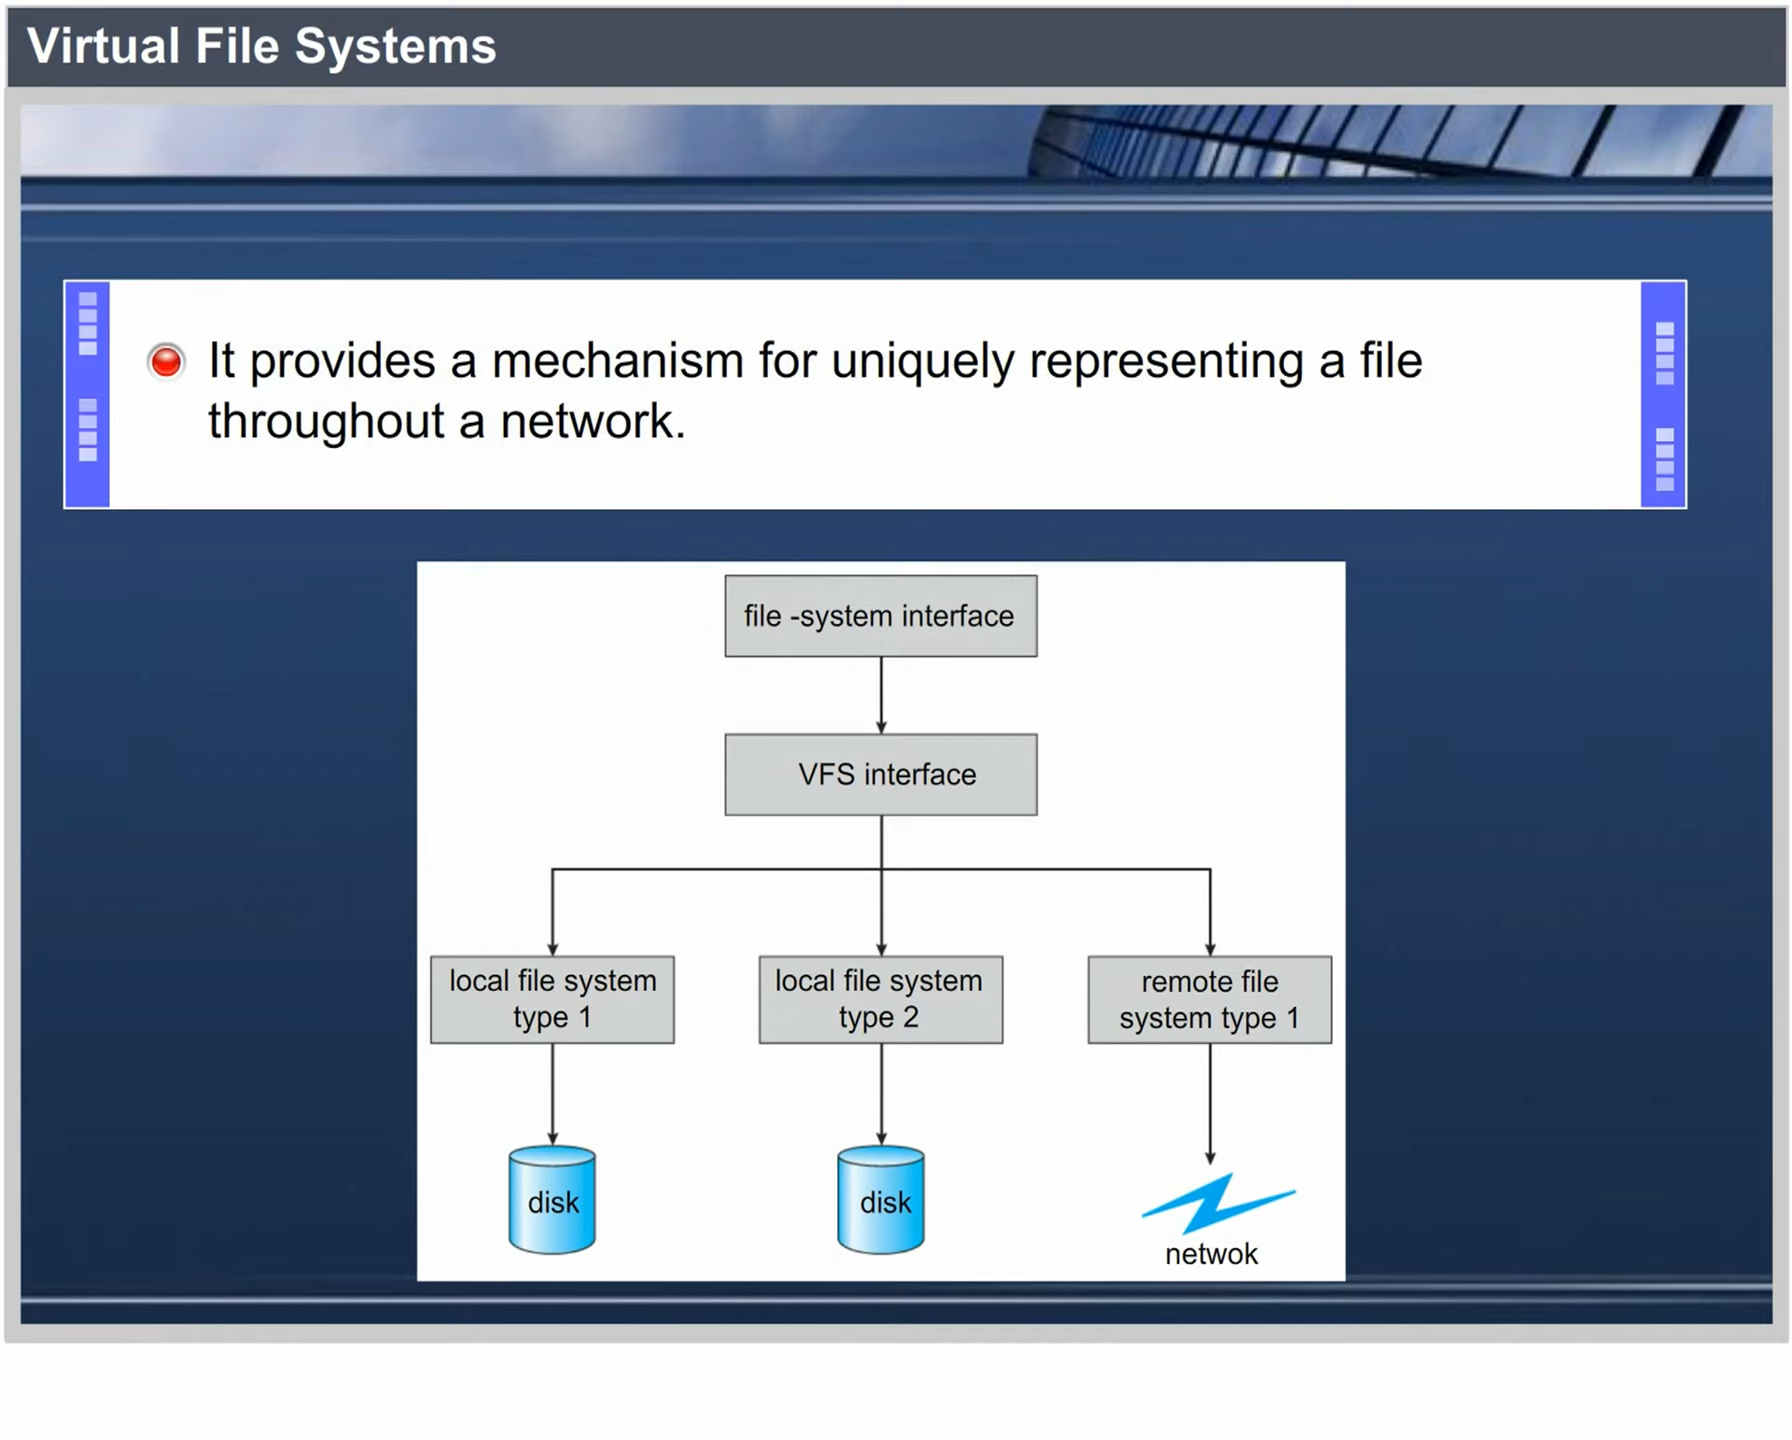 Virtual File Systems
It provides a mechanism for uniquely representing a file
throughout a network.
file -system interface
VFS interface
local file system
type 1
local file system
type 2
remote file
system type 1
disk
disk
netwok